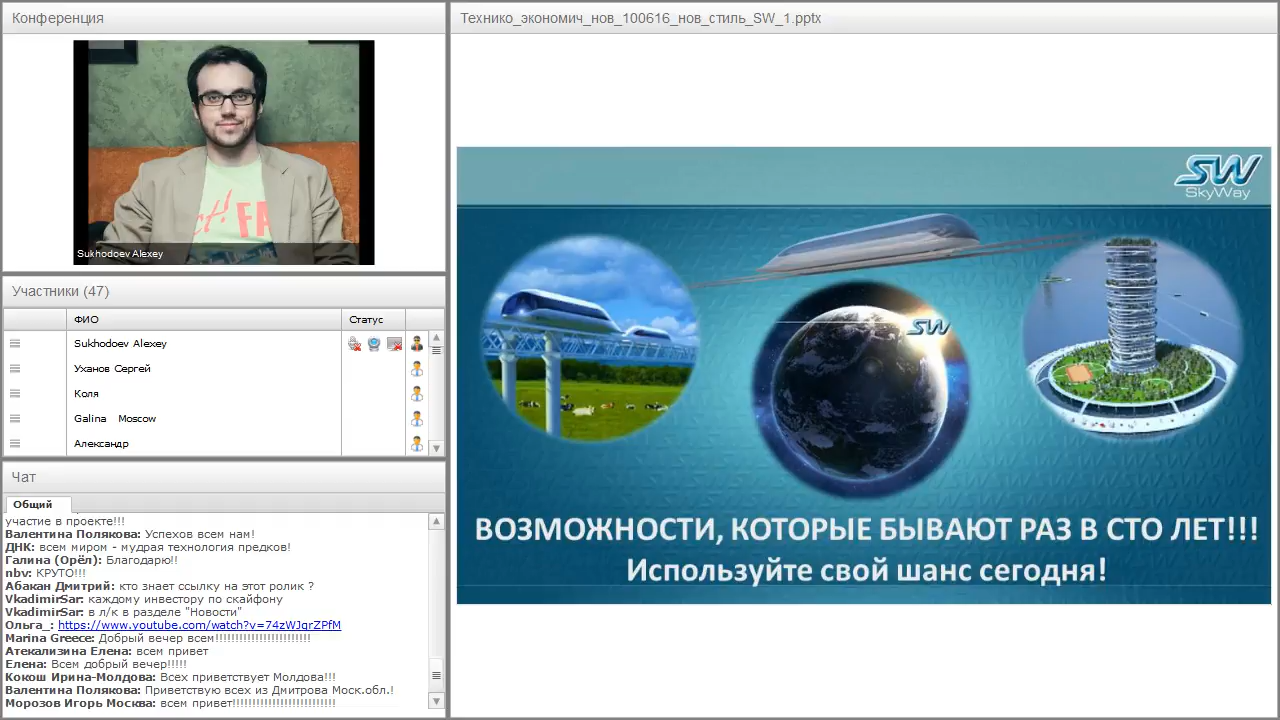 Конференция
Sukhodoev Alexey
Участники (47)
ФИО
Статус
Sukhodoev Alexey
Уханов Сергей
Коля
Galina Moscow
Александр
Чат
Общий
участие в проекте!!!
Валентина Полякова: Успехов всем нам!
ДНК: всем миром - мудрая технология предков!
Галина (Орёл): Благодарю!!
nbv: КРУТО!!!
Абакан Дмитрий: кто знает ссылку на этот ролик ?
VkadimirSar: каждому инвестору по скайфону
VkadimirSar: в л/к в разделе "Новости"
Ольга_: https://www.youtube.com/watch?v=74zWJqrZPfM
Marina Greece: Добрый вечер всем!!!!!!!!!!!!!!!!!!!!!!!!
Атекализина Елена: всем привет
Елена: Всем добрый вечер!!!!!
Кокош Ирина-Молдова: Всех приветствует Молдова!!!
Валентина Полякова: Приветствую всех из Дмитрова Моск.обл.!
Морозов Игорь Москва: всем привет!!!!!!!!!!!!!!!!!!!!!!!!!!
Технико_экономич_нов_100616_нов_стиль_SW_1.pptx
SW
SkyWay
SW
ВОЗМОЖНОСТИ, КОТОРЫЕ БЫВАЮТ РАЗ В СТО ЛЕТ!!!
Используйте свой шанс сегодня!